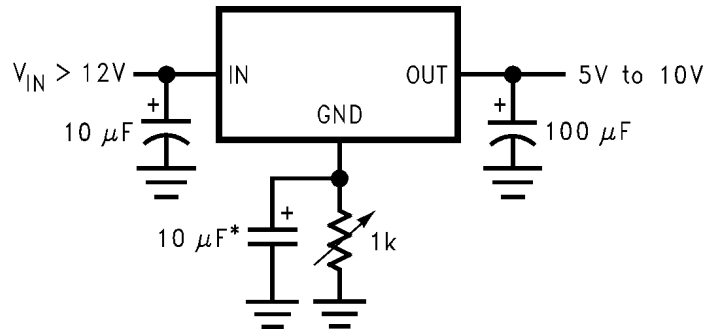 V_IN > 12V
IN
OUT
5V to 10V
GND
+
10 µF
+
100 µF
+
10 µF*
1k